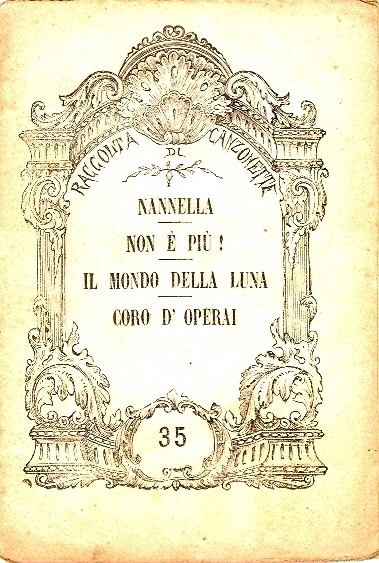 RACCOLTA
DI
CANZONETTE
NANNELLA
NON È PIÙ !
IL MONDO DELLA LUNA
CORO D' OPERAI
35